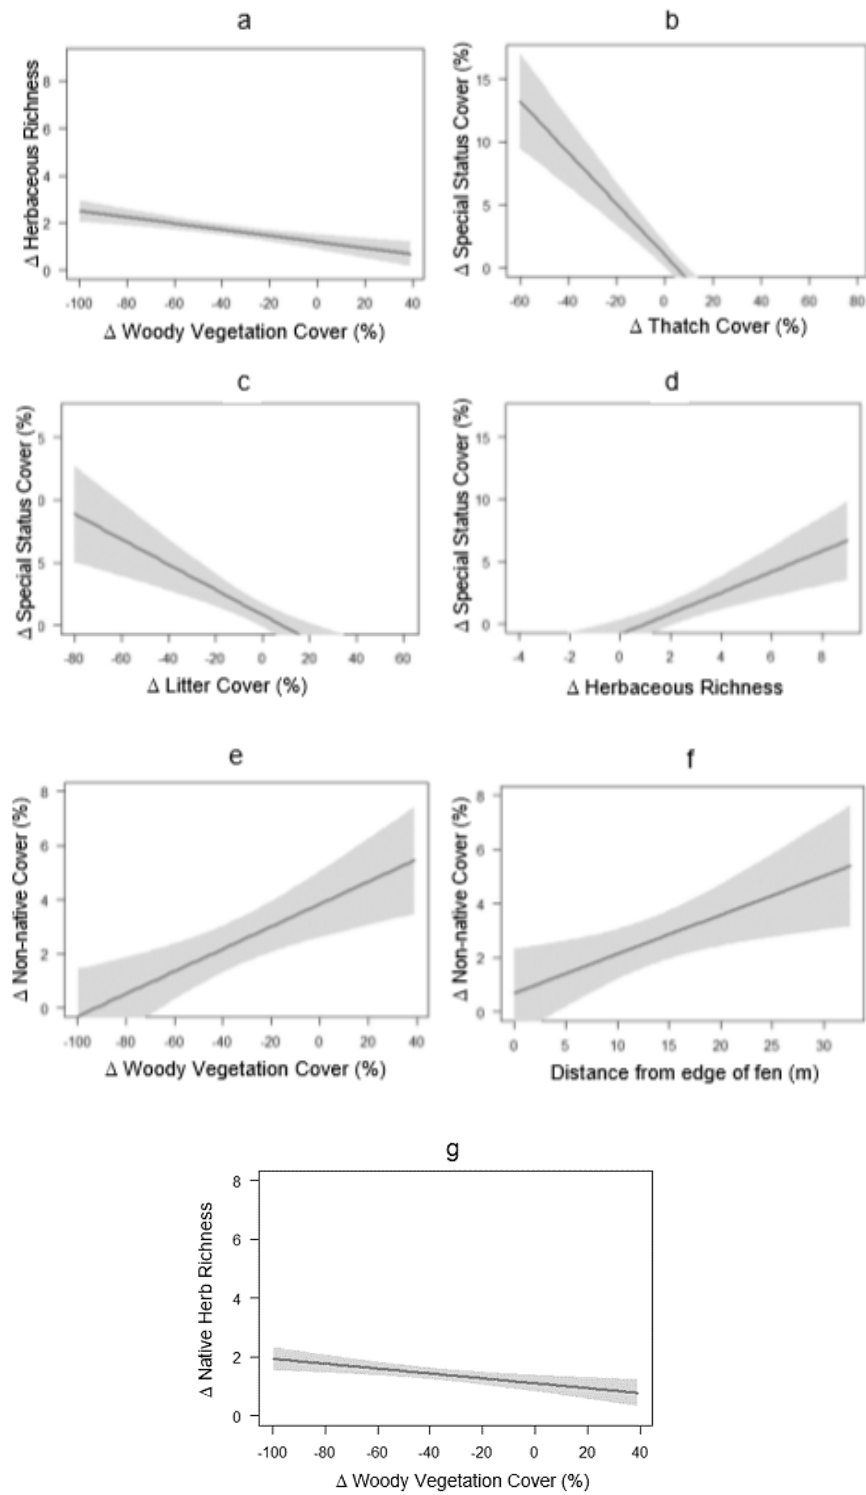 a
Δ Herbaceous Richness
8
6
4
2
0
-100 -80 -60 -40 -20 0 20 40
Δ Woody Vegetation Cover (%)
b
Δ Special Status Cover (%)
15
10
5
0
-60 -40 -20 0 20 40 60 80
Δ Thatch Cover (%)
c
Δ Special Status Cover (%)
5
0
5
0
-80 -60 -40 -20 0 20 40 60
Δ Litter Cover (%)
d
Δ Special Status Cover (%)
15
10
5
0
-4 -2 0 2 4 6 8
Δ Herbaceous Richness
e
Δ Non-native Cover (%)
8
6
4
2
0
-100 -80 -60 -40 -20 0 20 40
Δ Woody Vegetation Cover (%)
f
Δ Non-native Cover (%)
8
6
4
2
0
0 5 10 15 20 25 30
Distance from edge of fen (m)
g
Δ Native Herb Richness
8
6
4
2
0
-100 -80 -60 -40 -20 0 20 40
Δ Woody Vegetation Cover (%)